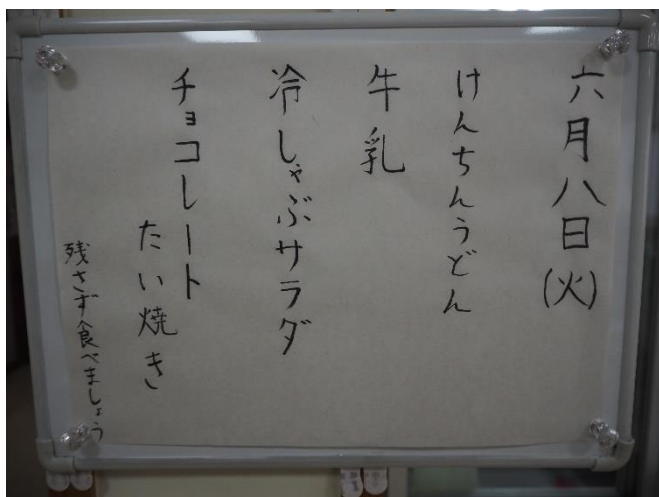 六月八日(火)
けんちんうどん
牛乳
冷しゃぶサラダ
チョコレート
たい焼き
残さず食べましょう